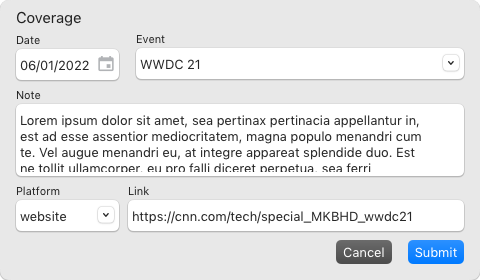 Coverage
Date
Event
06/01/2022
WWDC 21
Note
Lorem ipsum dolor sit amet, sea pertinax pertinacia appellantur in,
est ad esse assentior mediocritatem, magna populo menandri cum
te. Vel augue menandri eu, at integre appareat splendide duo. Est
ne tollit ullamcorper, eu pro falli diceret perpetua, sea ferri
Platform
Link
website
https://cnn.com/tech/special_MKBHD_wwdc21
Cancel
Submit